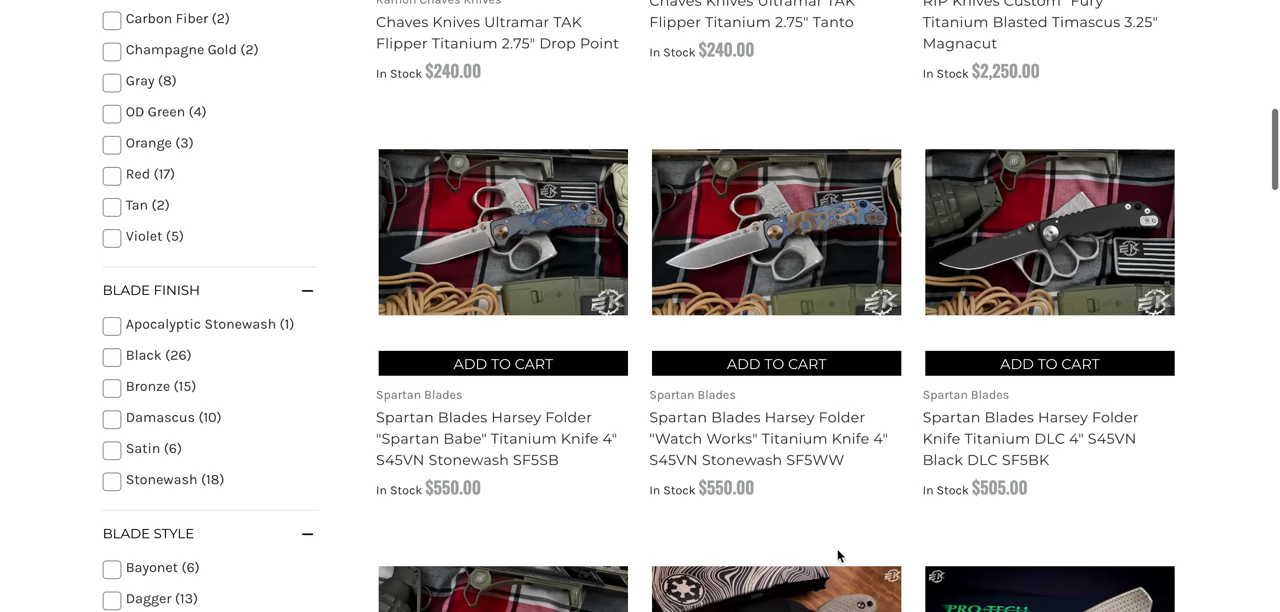 Carbon Fiber (2)
Champagne Gold (2)
Gray (8)
OD Green (4)
Orange (3)
Red (17)
Tan (2)
Violet (5)
BLADE FINISH
Apocalyptic Stonewash (1)
Black (26)
Bronze (15)
Damascus (10)
Satin (6)
Stonewash (18)
BLADE STYLE
Bayonet (6)
Dagger (13)
Ramon Chaves Knives
Chaves Knives Ultramar TAK
Flipper Titanium 2.75" Drop Point
In Stock $240.00
Chaves Knives Ultramar TAK
Flipper Titanium 2.75" Tanto
In Stock $240.00
RIP Knives Custom "Fury"
Titanium Blasted Timascus 3.25"
Magnacut
In Stock $2,250.00
ADD TO CART
Spartan Blades
Spartan Blades Harsey Folder
"Spartan Babe" Titanium Knife 4"
S45VN Stonewash SF5SB
In Stock $550.00
ADD TO CART
Spartan Blades
Spartan Blades Harsey Folder
"Watch Works" Titanium Knife 4"
S45VN Stonewash SF5WW
In Stock $550.00
ADD TO CART
Spartan Blades
Spartan Blades Harsey Folder
Knife Titanium DLC 4" S45VN
Black DLC SF5BK
In Stock $505.00
PRO-TECH